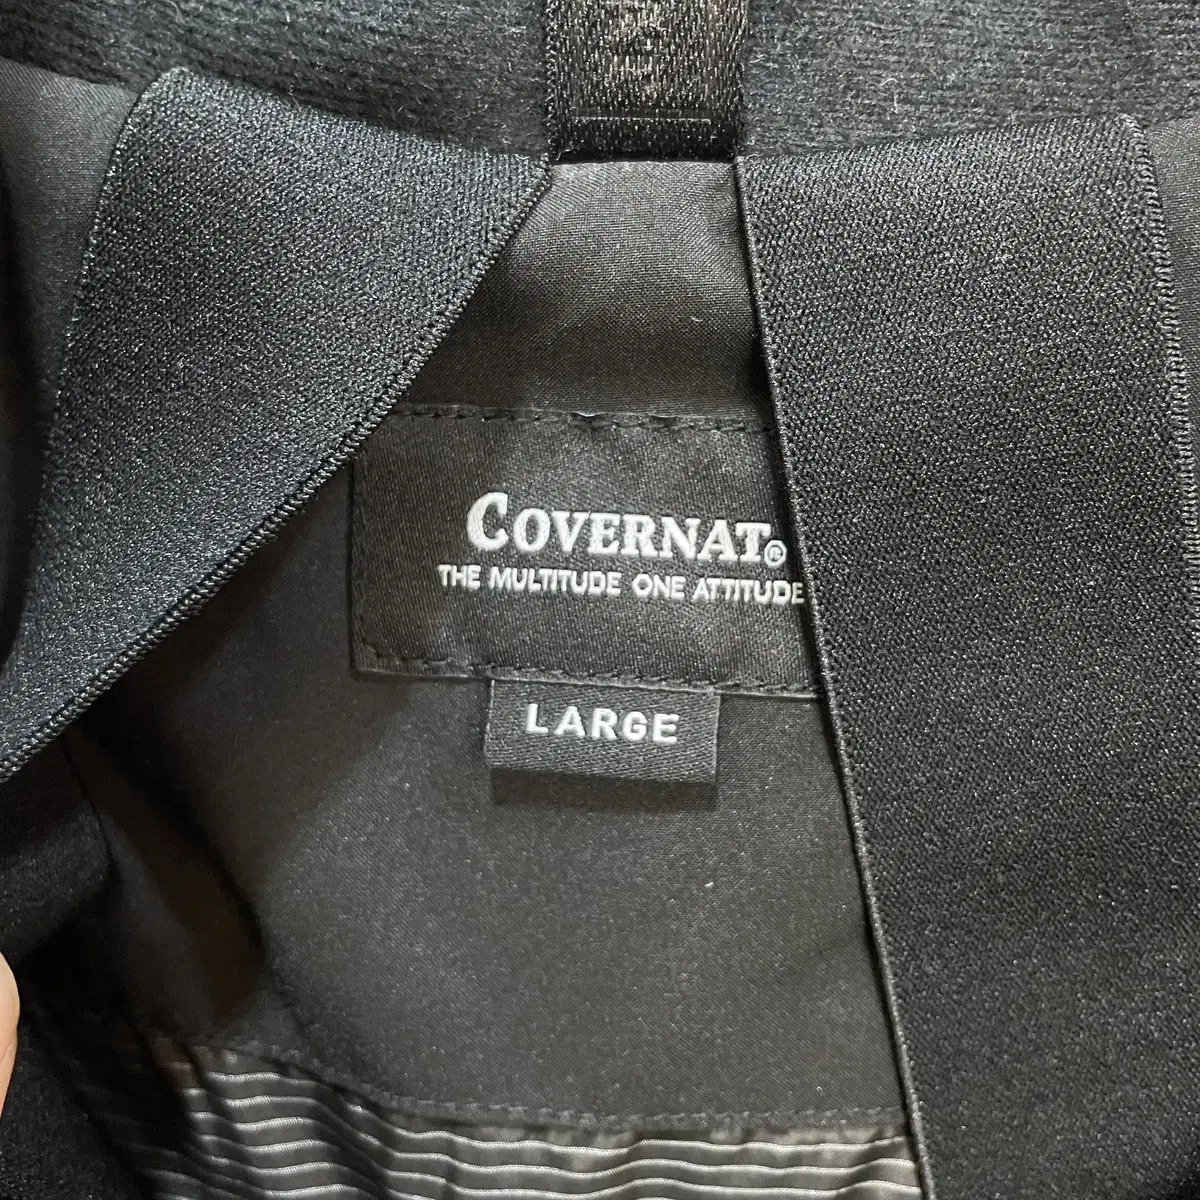 COVERNAT®
THE MULTITUDE ONE ATTITUDE
LARGE